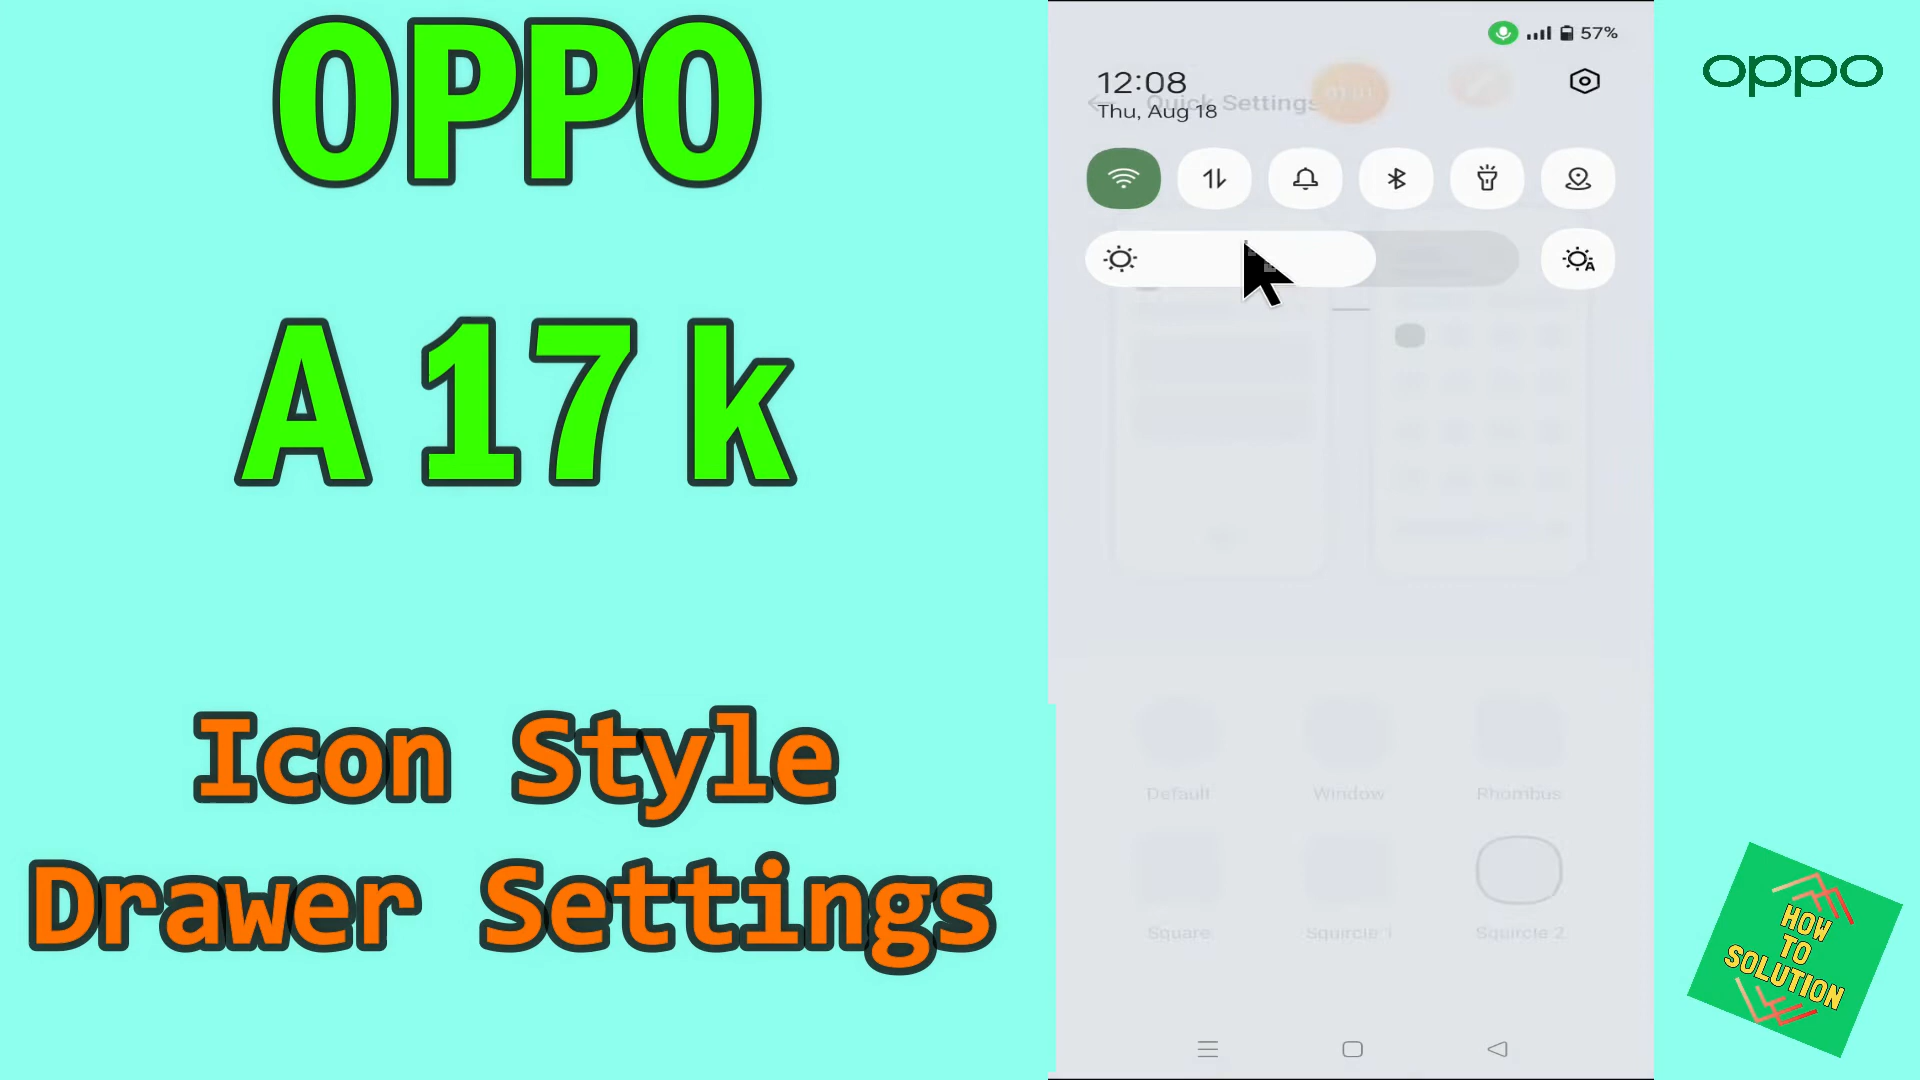 OPPO
A 17 k
Icon Style
Drawer Settings
57%
12:08
Quick Settings
Thu, Aug 18
A
Default
Window
Rhombus
Square
Squircle 1
Squircle 2
oppo
HOW
TO
SOLUTION